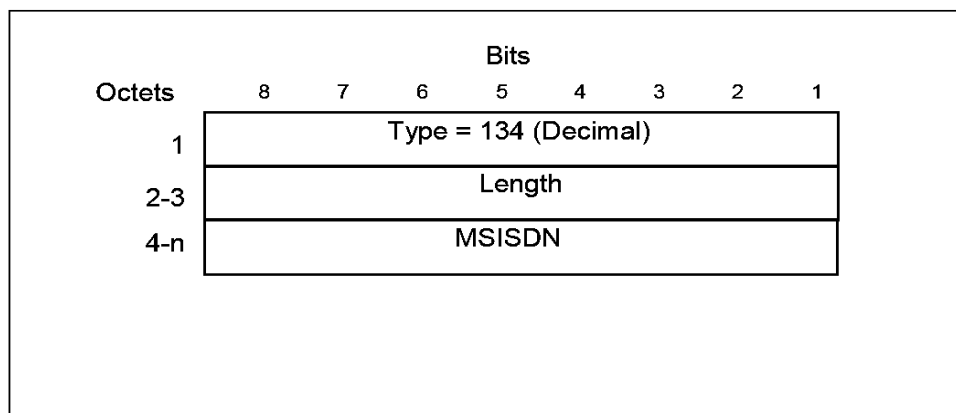 Bits
Octets 8 7 6 5 4 3 2 1
1 Type = 134 (Decimal)
2-3 Length
4-n MSISDN